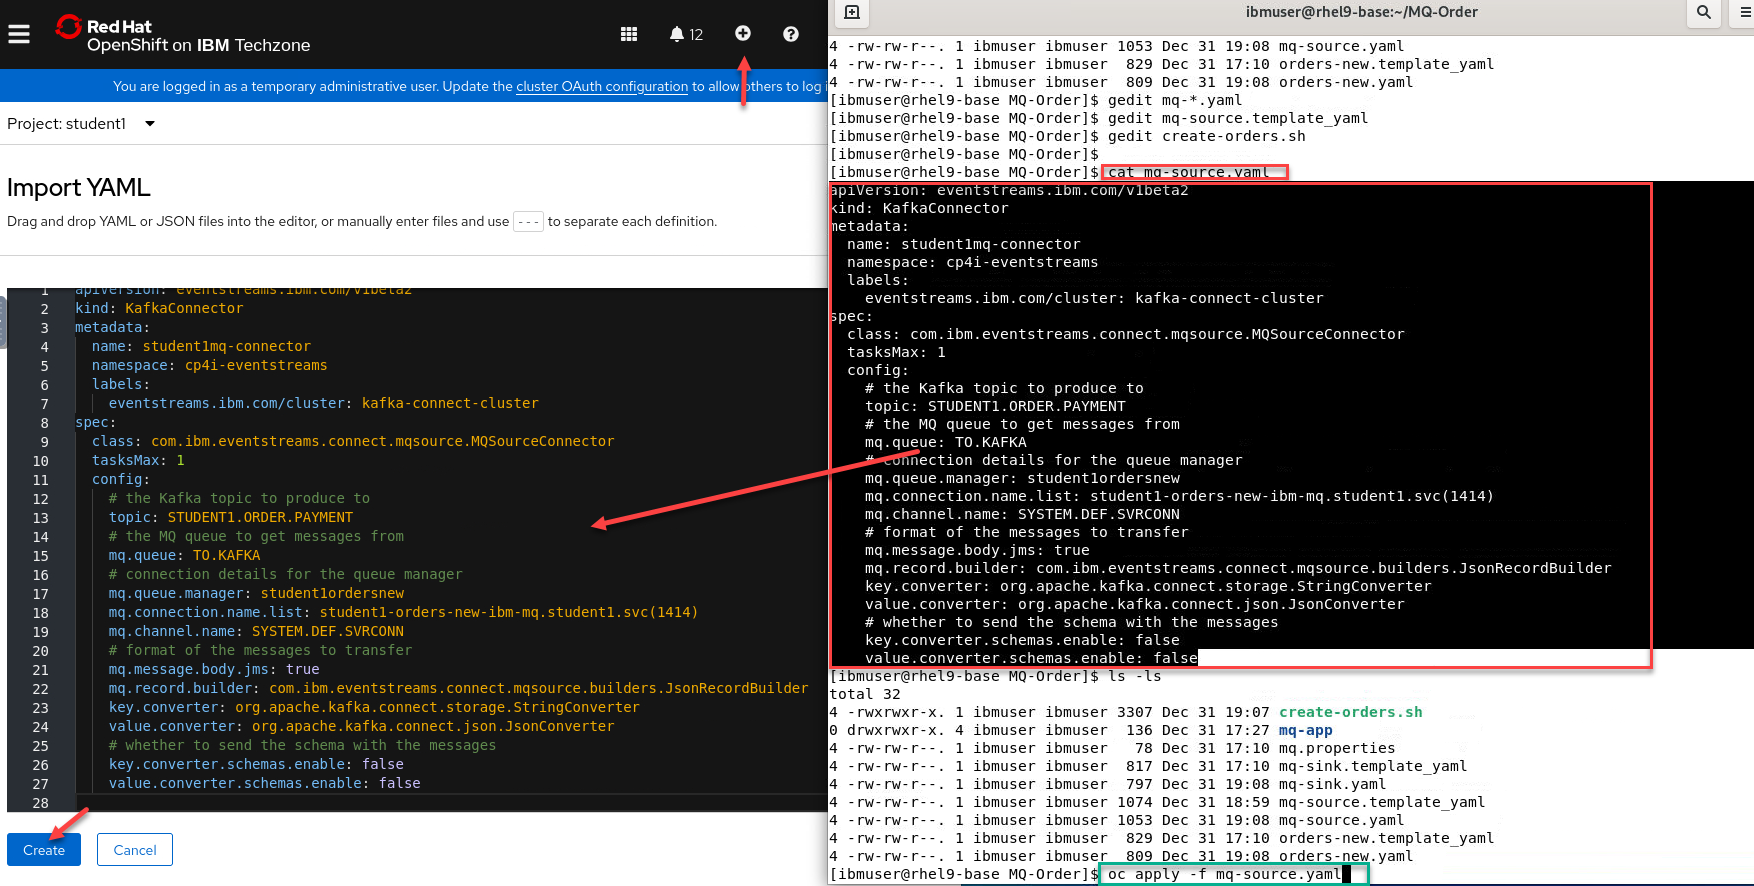 Red Hat
OpenShift on IBM Techzone
12
You are logged in as a temporary administrative user. Update the cluster OAuth configuration to allow others to log i
Project: student1
Import YAML
Drag and drop YAML or JSON files into the editor, or manually enter files and use --- to separate each definition.
1 apiVersion: eventstreams.ibm.com/v1beta2
2 kind: KafkaConnector
3 metadata:
4 name: student1mq-connector
5 namespace: cp4i-eventstreams
6 labels:
7 eventstreams.ibm.com/cluster: kafka-connect-cluster
8 spec:
9 class: com.ibm.eventstreams.connect.mqsource.MQSourceConnector
10 tasksMax: 1
11 config:
12 # the Kafka topic to produce to
13 topic: STUDENT1.ORDER.PAYMENT
14 # the MQ queue to get messages from
15 mq.queue: TO.KAFKA
16 # connection details for the queue manager
17 mq.queue.manager: student1ordersnew
18 mq.connection.name.list: student1-orders-new-ibm-mq.student1.svc(1414)
19 mq.channel.name: SYSTEM.DEF.SVRCONN
20 # format of the messages to transfer
21 mq.message.body.jms: true
22 mq.record.builder: com.ibm.eventstreams.connect.mqsource.builders.JsonRecordBuilder
23 key.converter: org.apache.kafka.connect.storage.StringConverter
24 value.converter: org.apache.kafka.connect.json.JsonConverter
25 # whether to send the schema with the messages
26 key.converter.schemas.enable: false
27 value.converter.schemas.enable: false
28
Create Cancel
ibmuser@rhel9-base:~/MQ-Order
4 -rw-rw-r--. 1 ibmuser ibmuser 1053 Dec 31 19:08 mq-source.yaml
4 -rw-rw-r--. 1 ibmuser ibmuser  829 Dec 31 17:10 orders-new.template_yaml
4 -rw-rw-r--. 1 ibmuser ibmuser  809 Dec 31 19:08 orders-new.yaml
[ibmuser@rhel9-base MQ-Order]$ gedit mq-*.yaml
[ibmuser@rhel9-base MQ-Order]$ gedit mq-source.template_yaml
[ibmuser@rhel9-base MQ-Order]$ gedit create-orders.sh
[ibmuser@rhel9-base MQ-Order]$
[ibmuser@rhel9-base MQ-Order]$ cat mq-source.yaml
apiVersion: eventstreams.ibm.com/v1beta2
kind: KafkaConnector
metadata:
name: student1mq-connector
namespace: cp4i-eventstreams
labels:
eventstreams.ibm.com/cluster: kafka-connect-cluster
spec:
class: com.ibm.eventstreams.connect.mqsource.MQSourceConnector
tasksMax: 1
config:
# the Kafka topic to produce to
topic: STUDENT1.ORDER.PAYMENT
# the MQ queue to get messages from
mq.queue: TO.KAFKA
# connection details for the queue manager
mq.queue.manager: student1ordersnew
mq.connection.name.list: student1-orders-new-ibm-mq.student1.svc(1414)
mq.channel.name: SYSTEM.DEF.SVRCONN
# format of the messages to transfer
mq.message.body.jms: true
mq.record.builder: com.ibm.eventstreams.connect.mqsource.builders.JsonRecordBuilder
key.converter: org.apache.kafka.connect.storage.StringConverter
value.converter: org.apache.kafka.connect.json.JsonConverter
# whether to send the schema with the messages
key.converter.schemas.enable: false
value.converter.schemas.enable: false
[ibmuser@rhel9-base MQ-Order]$ ls -ls
total 32
4 -rwxrwxr-x. 1 ibmuser ibmuser 3307 Dec 31 19:07 create-orders.sh
0 drwxrwxr-x. 4 ibmuser ibmuser  136 Dec 31 17:27 mq-app
4 -rw-rw-r--. 1 ibmuser ibmuser   78 Dec 31 17:10 mq.properties
4 -rw-rw-r--. 1 ibmuser ibmuser  817 Dec 31 17:10 mq-sink.template_yaml
4 -rw-rw-r--. 1 ibmuser ibmuser  797 Dec 31 19:08 mq-sink.yaml
4 -rw-rw-r--. 1 ibmuser ibmuser 1074 Dec 31 18:59 mq-source.template_yaml
4 -rw-rw-r--. 1 ibmuser ibmuser 1053 Dec 31 19:08 mq-source.yaml
4 -rw-rw-r--. 1 ibmuser ibmuser  829 Dec 31 17:10 orders-new.template_yaml
4 -rw-rw-r--. 1 ibmuser ibmuser  809 Dec 31 19:08 orders-new.yaml
[ibmuser@rhel9-base MQ-Order]$ oc apply -f mq-source.yaml